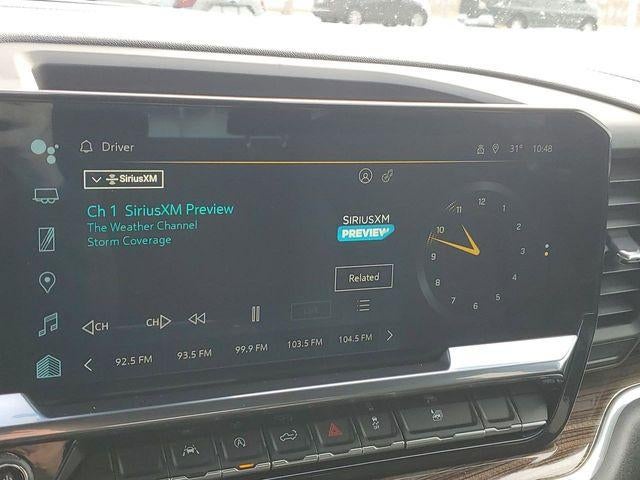 Driver
31° 10:48
SiriusXM
Ch 1 SiriusXM Preview
The Weather Channel
Storm Coverage
SIRIUSXM
PREVIEW
Related
12
1
2
3
4
5
6
7
8
9
10
11
CH
CH
92.5 FM 93.5 FM 99.9 FM 103.5 FM 104.5 FM